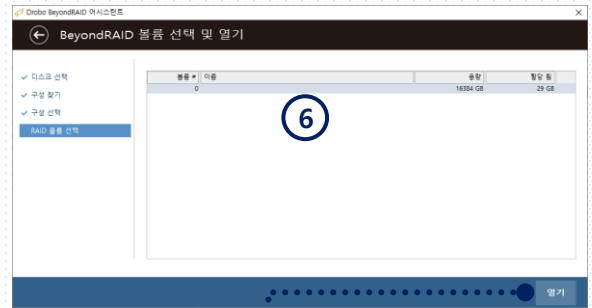 Drobo BeyondRAID 어시스턴트
BeyondRAID 볼륨 선택 및 열기
디스크 선택
구성 찾기
구성 선택
RAID 볼륨 선택
볼륨 # 이름 용량 할당 됨
0 16384 GB 29 GB
6
열기